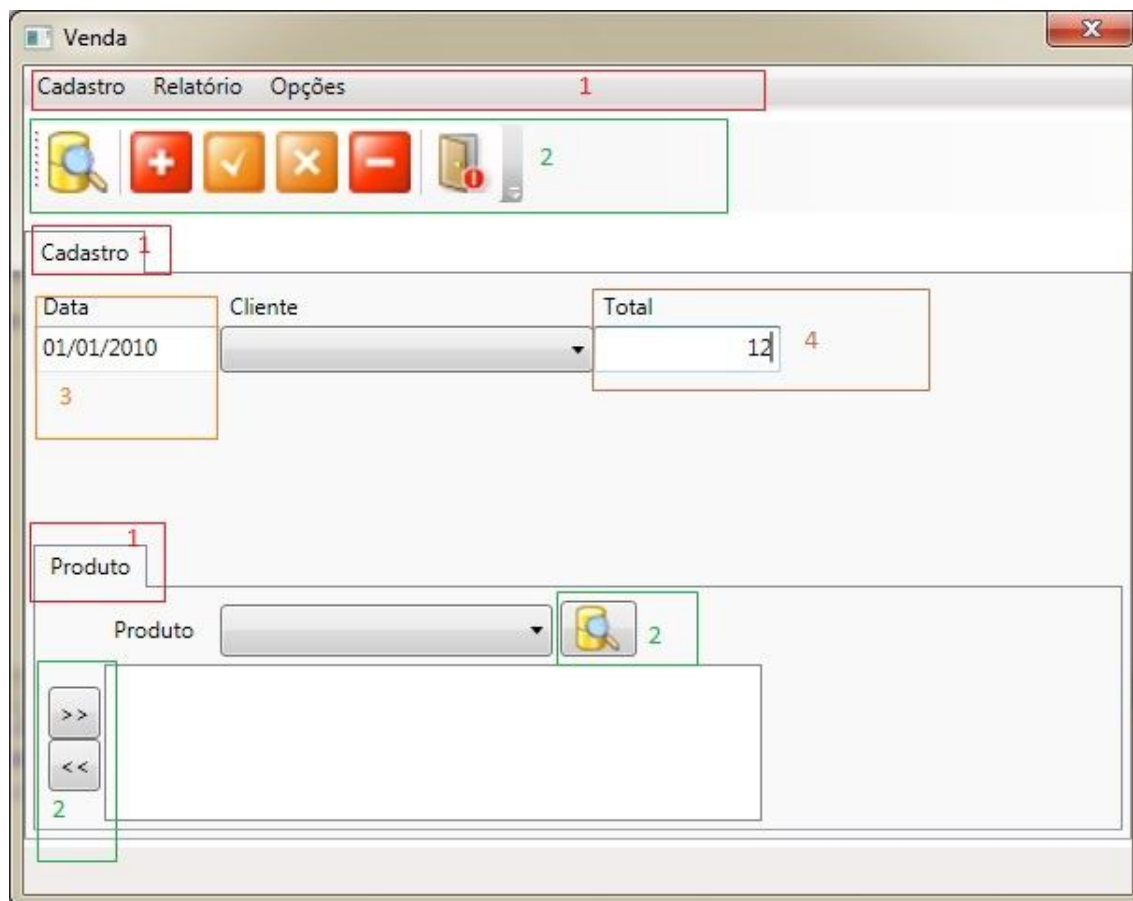 Venda
Cadastro Relatório Opções 1
2
Cadastro 1
Data Cliente Total
01/01/2010 12 4
3
1
Produto
Produto 2
>>
<<
2